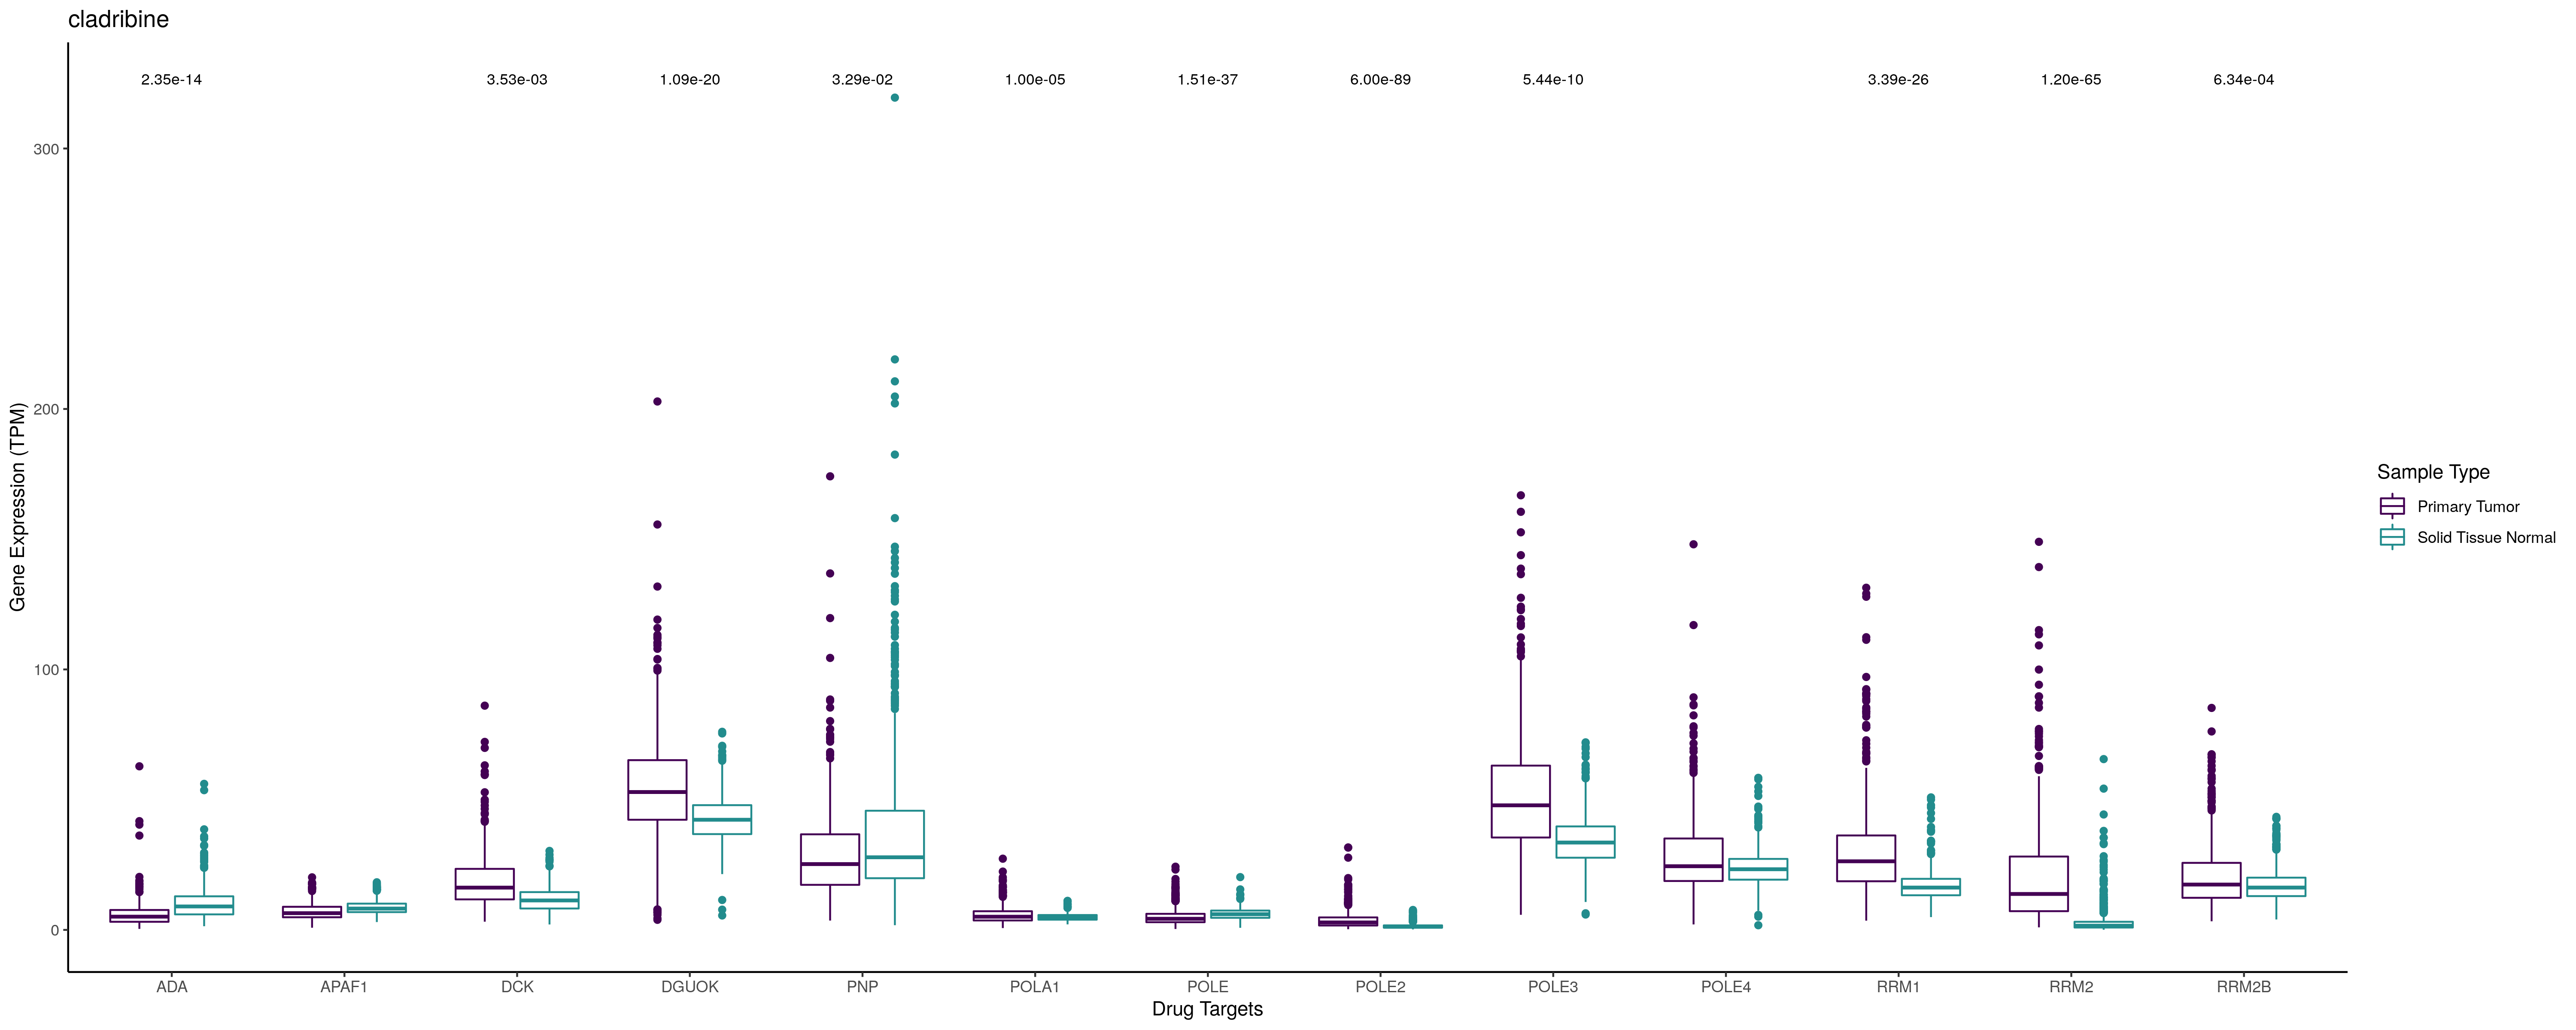 cladribine
2.35e-14 3.53e-03 1.09e-20 3.29e-02 1.00e-05 1.51e-37 6.00e-89 5.44e-10 3.39e-26 1.20e-65 6.34e-04
300
200
100
0
Gene Expression (TPM)
ADA APAF1 DCK DGUOK PNP POLA1 POLE POLE2 POLE3 POLE4 RRM1 RRM2 RRM2B
Drug Targets
Sample Type
Primary Tumor
Solid Tissue Normal